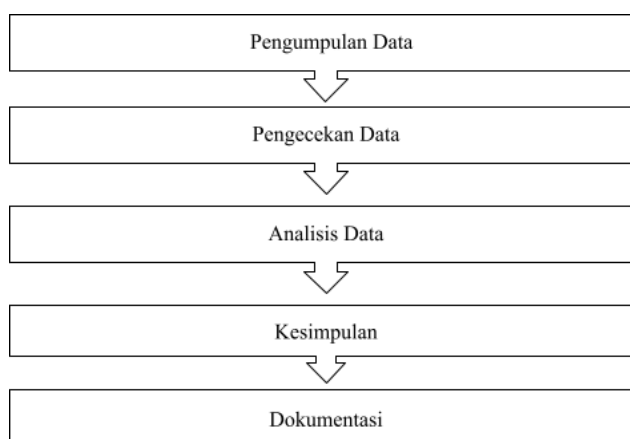 Pengumpulan Data
Pengecekan Data
Analisis Data
Kesimpulan
Dokumentasi